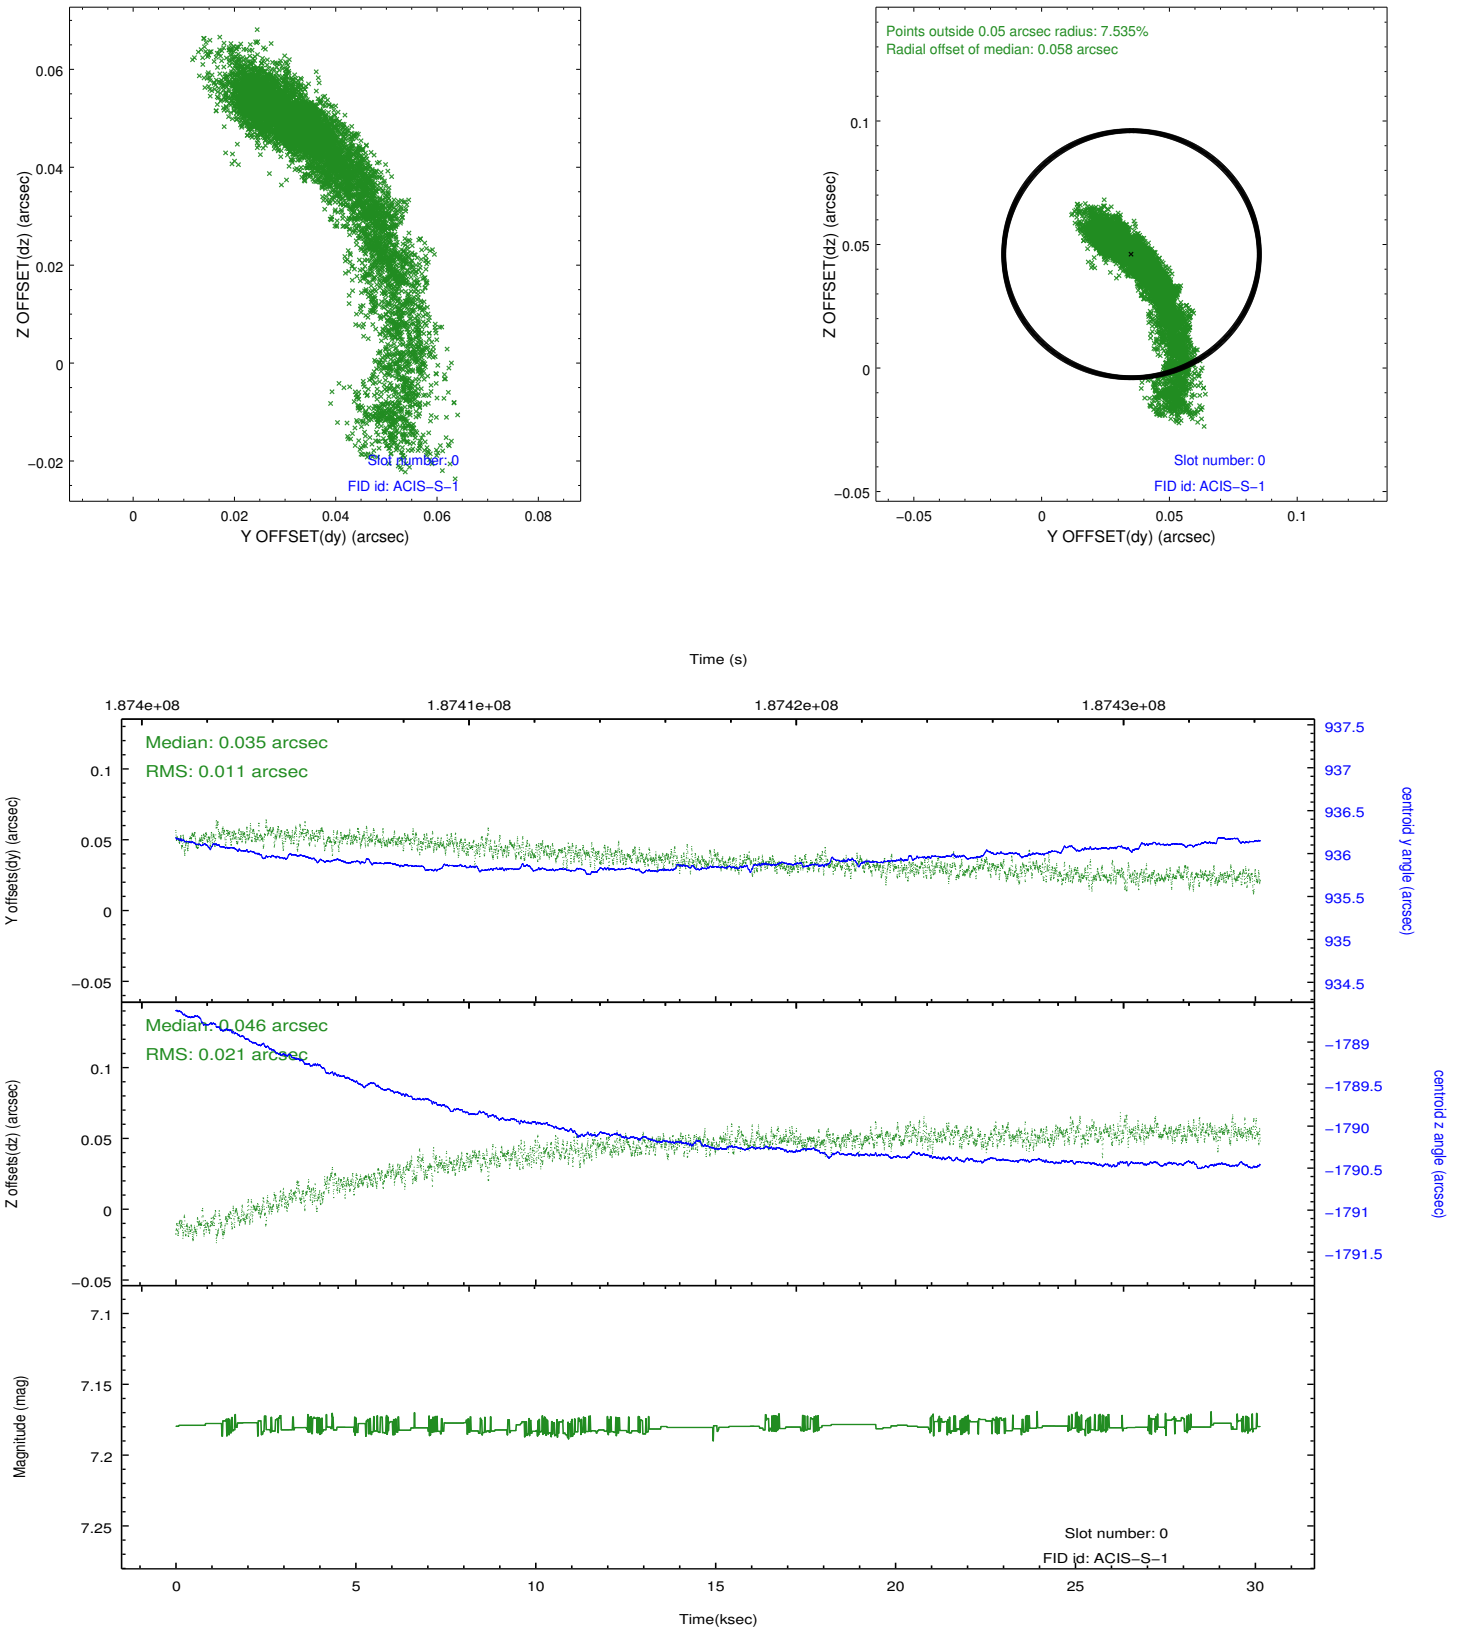 0.06
0.04
0.02
0
−0.02
Z OFFSET(dz) (arcsec)
Slot number: 0
FID id: ACIS−S−1
0
0.02
0.04
0.06
0.08
Y OFFSET(dy) (arcsec)
Points outside 0.05 arcsec radius: 7.535%
Radial offset of median: 0.058 arcsec
0.1
0.05
0
−0.05
Z OFFSET(dz) (arcsec)
Slot number: 0
FID id: ACIS−S−1
−0.05
0
0.05
0.1
Y OFFSET(dy) (arcsec)
Time (s)
1.874e+08
1.8741e+08
1.8742e+08
1.8743e+08
Median: 0.035 arcsec
RMS: 0.011 arcsec
0.1
0.05
0
−0.05
Y offsets(dy) (arcsec)
937.5
937
936.5
936
935.5
935
934.5
centroid y angle (arcsec)
Median: 0.046 arcsec
RMS: 0.021 arcsec
0.1
0.05
0
−0.05
Z offsets(dz) (arcsec)
−1789
−1789.5
−1790
−1790.5
−1791
−1791.5
centroid z angle (arcsec)
7.1
7.15
7.2
7.25
Magnitude (mag)
Slot number: 0
FID id: ACIS−S−1
0
5
10
15
20
25
30
Time(ksec)